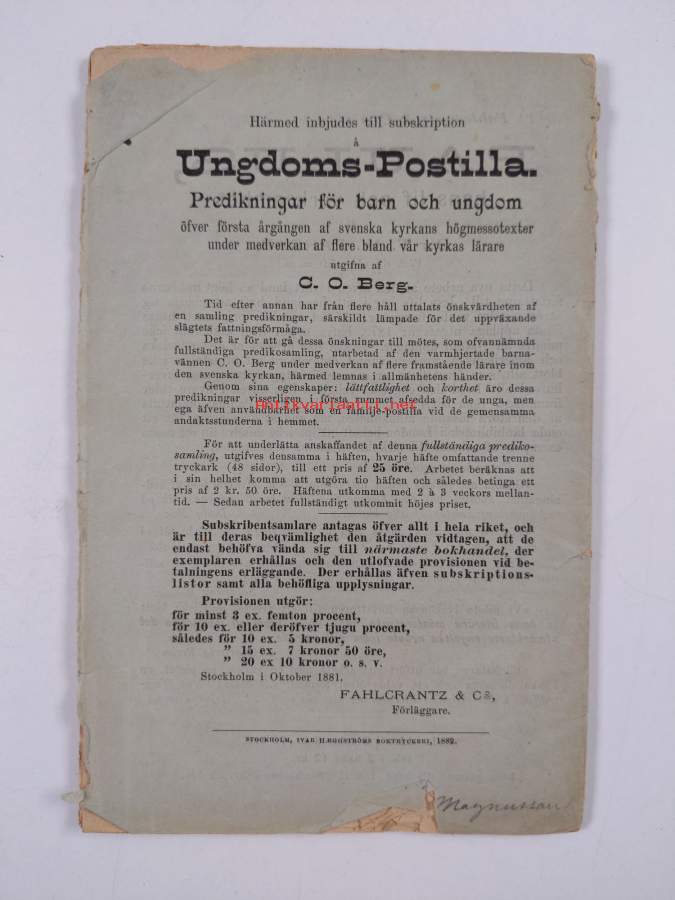 Härmed inbjudes till subskription
å
Ungdoms-Postilla.
Predikningar för barn och ungdom
öfver första årgången af svenska kyrkans högmessotexter
under medverkan af flere bland vår kyrkas lärare
utgifna af
C. O. Berg.
Tid efter annan har från flere håll uttalats önskvärdheten af
en samling predikningar, särskildt lämpade för det uppväxande
slägtets fattningsförmåga.
Det är för att gå dessa önskningar till mötes, som ofvannämnda
fullständiga predikosamling, utarbetad af den varmhjertade barna-
vännen C. O. Berg under medverkan af flere framstående lärare inom
den svenska kyrkan, härmed lemnas i allmänhetens händer.
Genom sina egenskaper: lättfattlighet och korthet äro dessa
predikningar visserligen i första rummet afsedda för de unga, men
ega äfven användbarhet som en familje-postilla vid de gemensamma
andaktsstunderna i hemmet.
antikvariaatti.net
För att underlätta anskaffandet af denna fullständiga prediko-
samling, utgifves densamma i häften, hvarje häfte omfattande trenne
tryckark (48 sidor), till ett pris af 25 öre. Arbetet beräknas att
i sin helhet komma att utgöra tio häften och således betinga ett
pris af 2 kr. 50 öre. Häftena utkomma med 2 à 3 veckors mellan-
tid. — Sedan arbetet fullständigt utkommit höjes priset.
Subskribentsamlare antagas öfver allt i hela riket, och
är till deras beqvämlighet den åtgärden vidtagen, att de
endast behöfva vända sig till närmaste bokhandel, der
exemplaren erhållas och den utlofvade provisionen vid be-
talningens erläggande. Der erhållas äfven subskriptions-
listor samt alla behöfliga upplysningar.
Provisionen utgör:
för minst 3 ex. femton procent,
för 10 ex. eller deröfver tjugu procent,
således för 10 ex. 5 kronor,
” 15 ex. 7 kronor 50 öre,
” 20 ex 10 kronor o. s. v.
Stockholm i Oktober 1881.
FAHLCRANTZ & C:o,
Förläggare.
STOCKHOLM, IVAR HÆGGSTRÖMS BOKTRYCKERI, 1882.
Magnusson